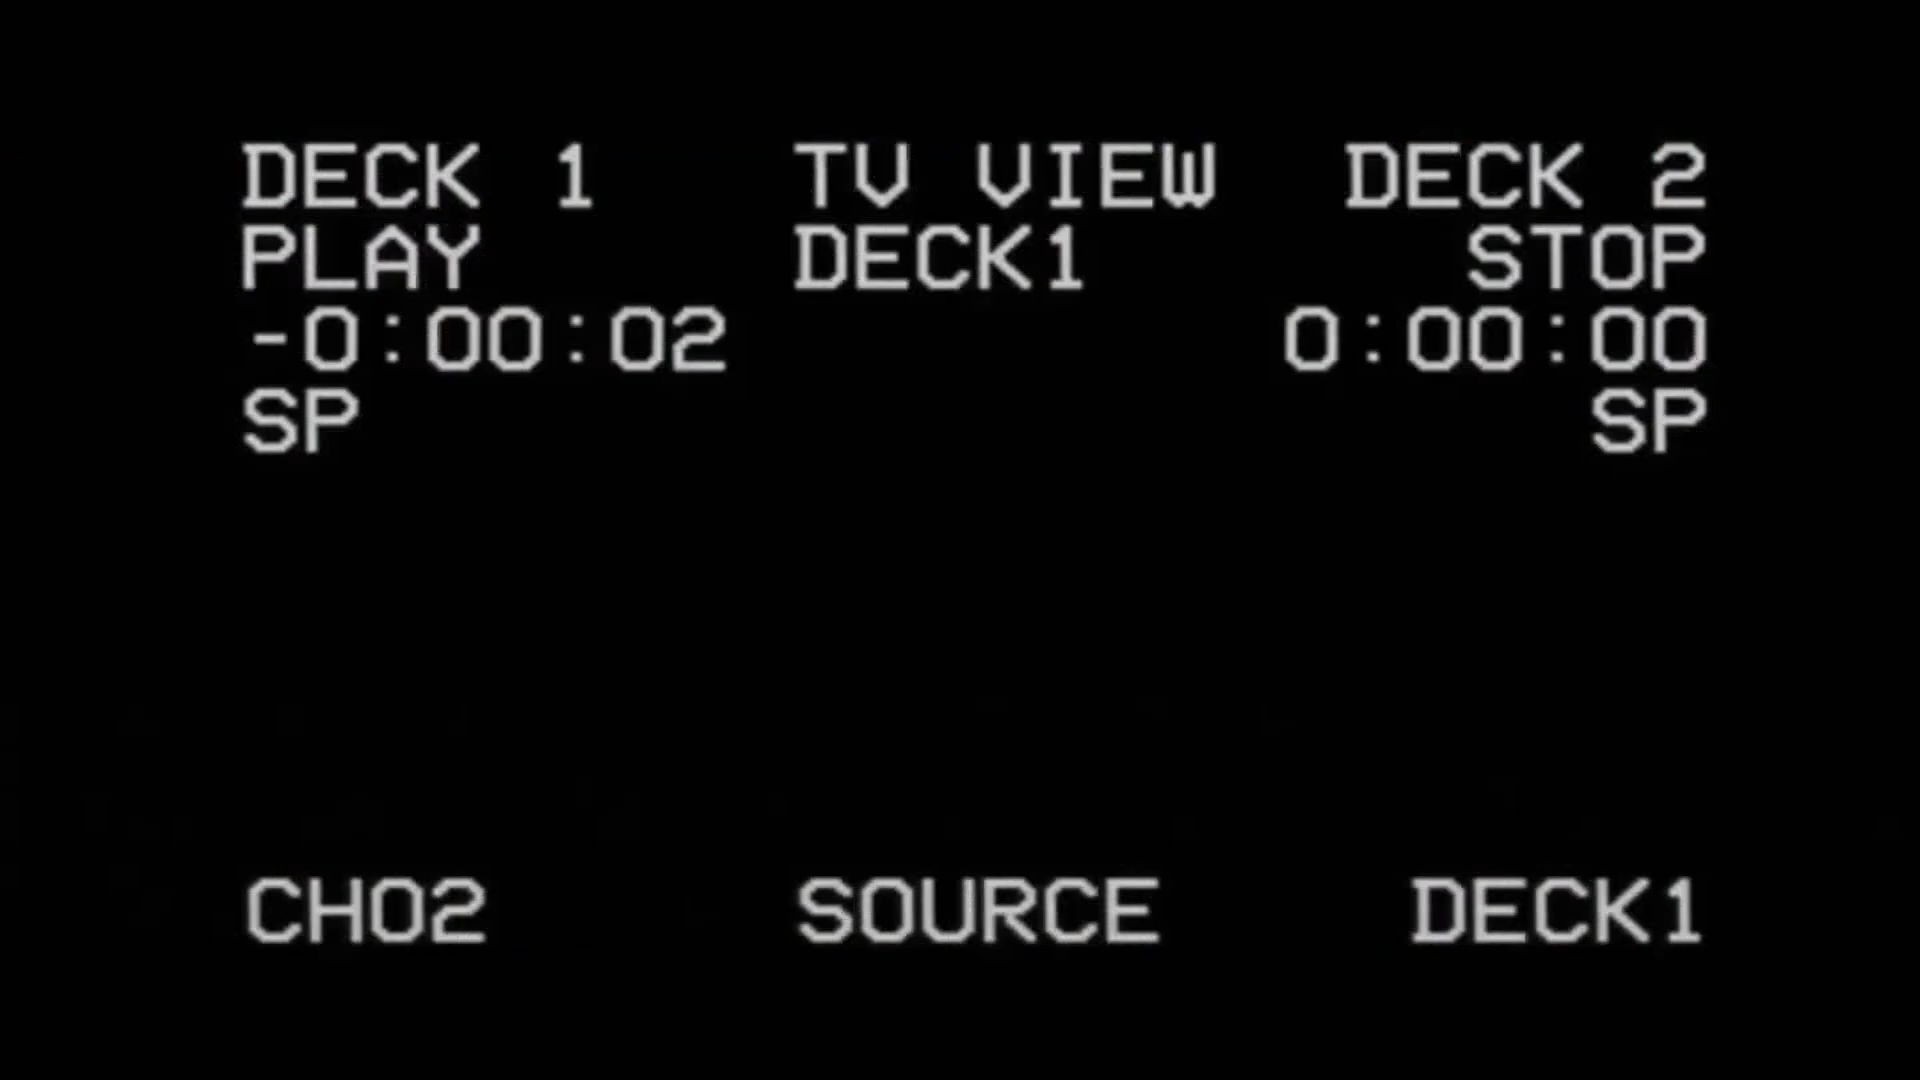 DECK 1 TV VIEW DECK 2
PLAY DECK1 STOP
-0:00:02 0:00:00
SP SP
CH02 SOURCE DECK1